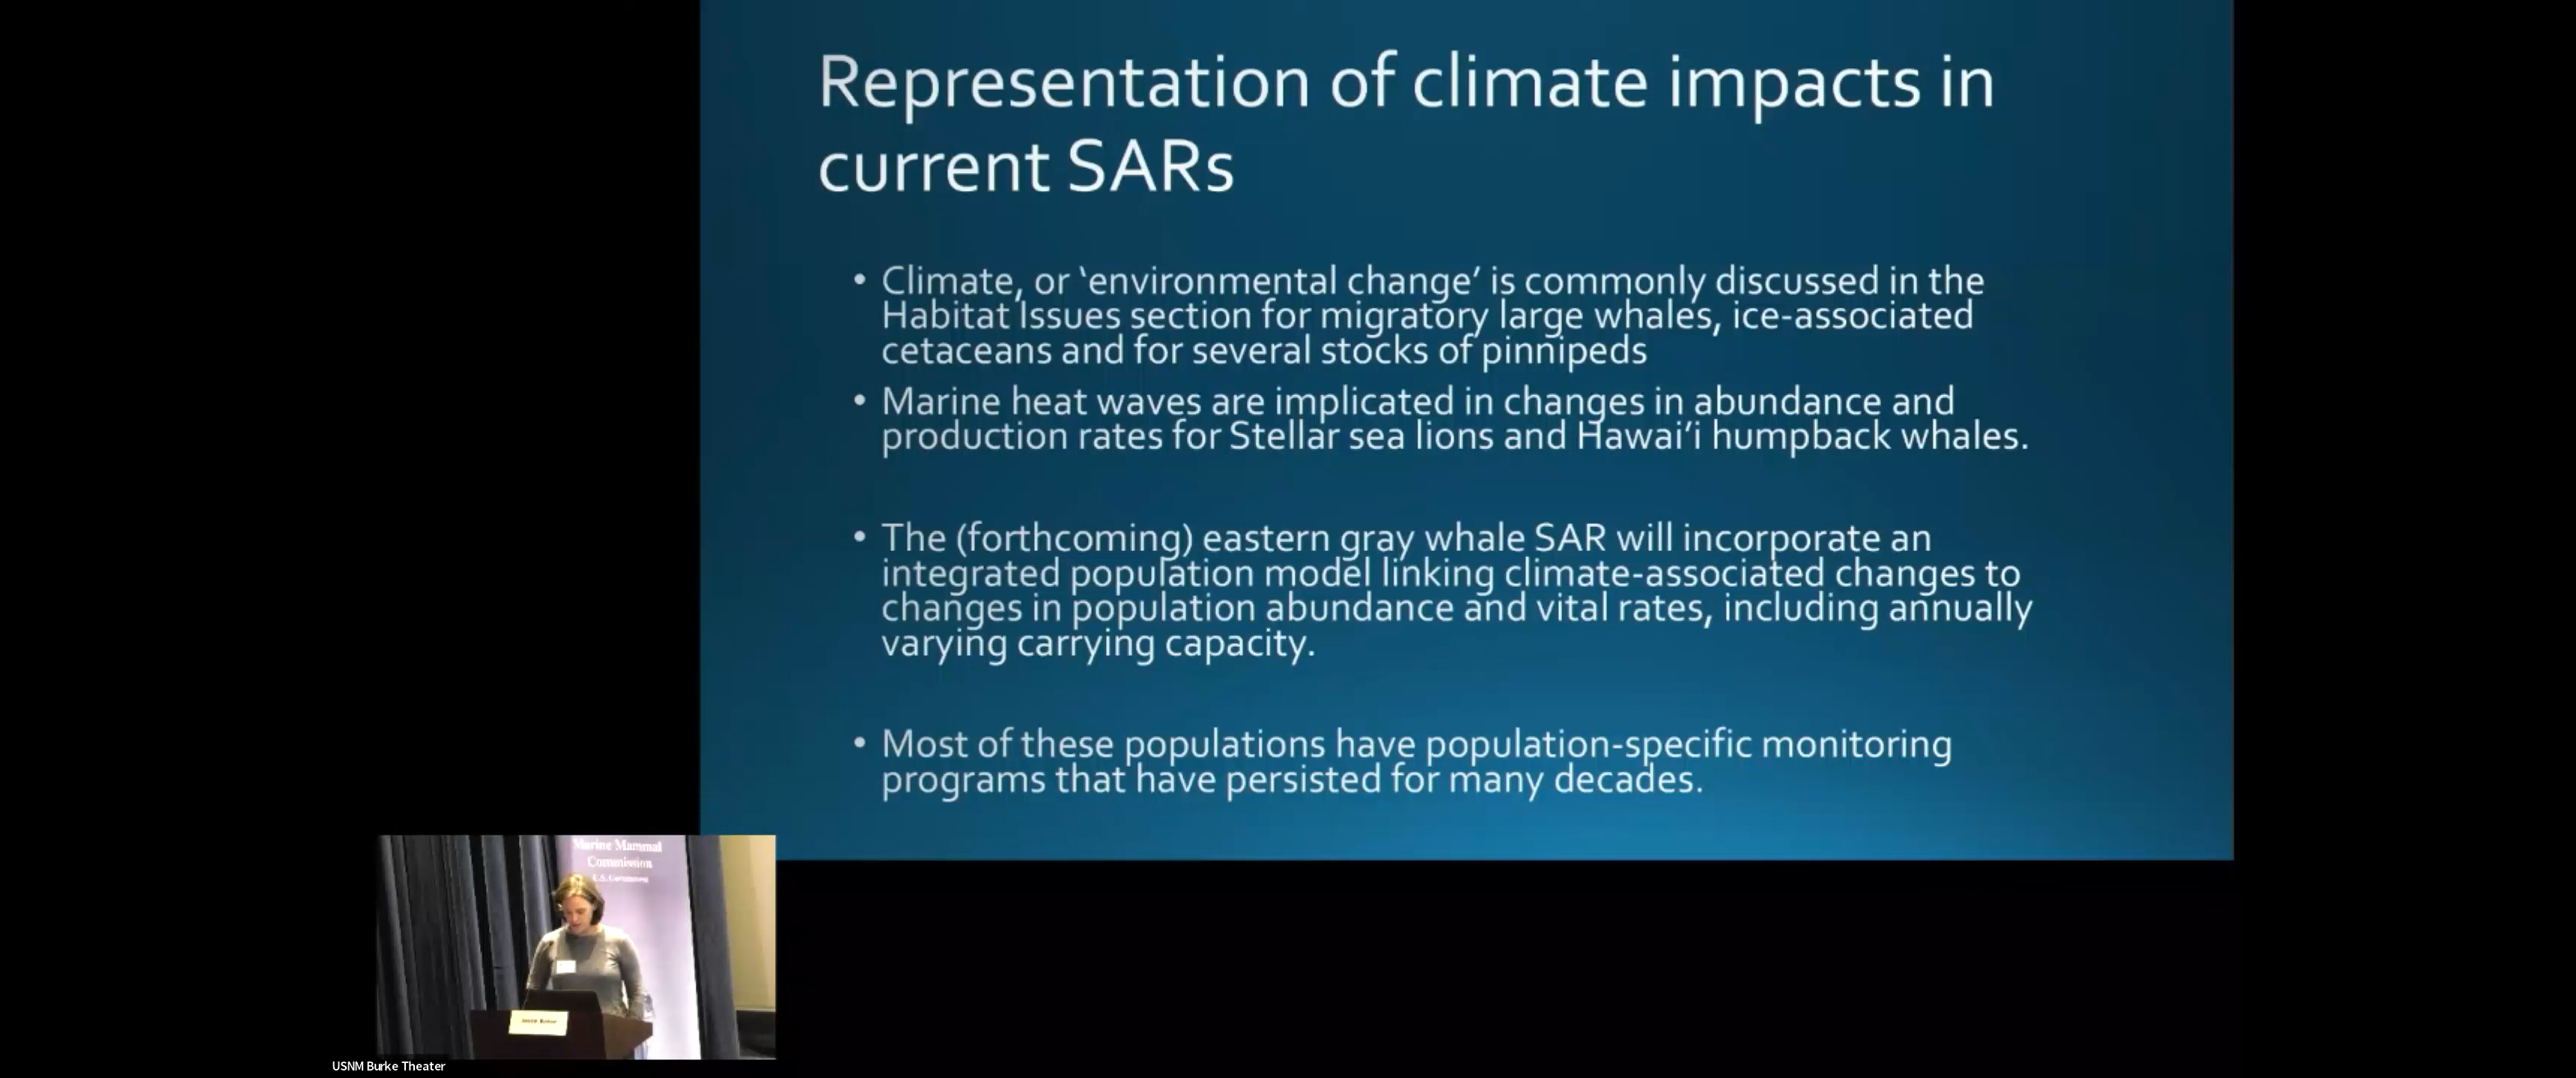 Representation of climate impacts in
current SARs
• Climate, or ‘environmental change’ is commonly discussed in the
Habitat Issues section for migratory large whales, ice-associated
cetaceans and for several stocks of pinnipeds
• Marine heat waves are implicated in changes in abundance and
production rates for Stellar sea lions and Hawai’i humpback whales.
• The (forthcoming) eastern gray whale SAR will incorporate an
integrated population model linking climate-associated changes to
changes in population abundance and vital rates, including annually
varying carrying capacity.
• Most of these populations have population-specific monitoring
programs that have persisted for many decades.
Marine Mammal
Commission
U.S. Government
USNM Burke Theater